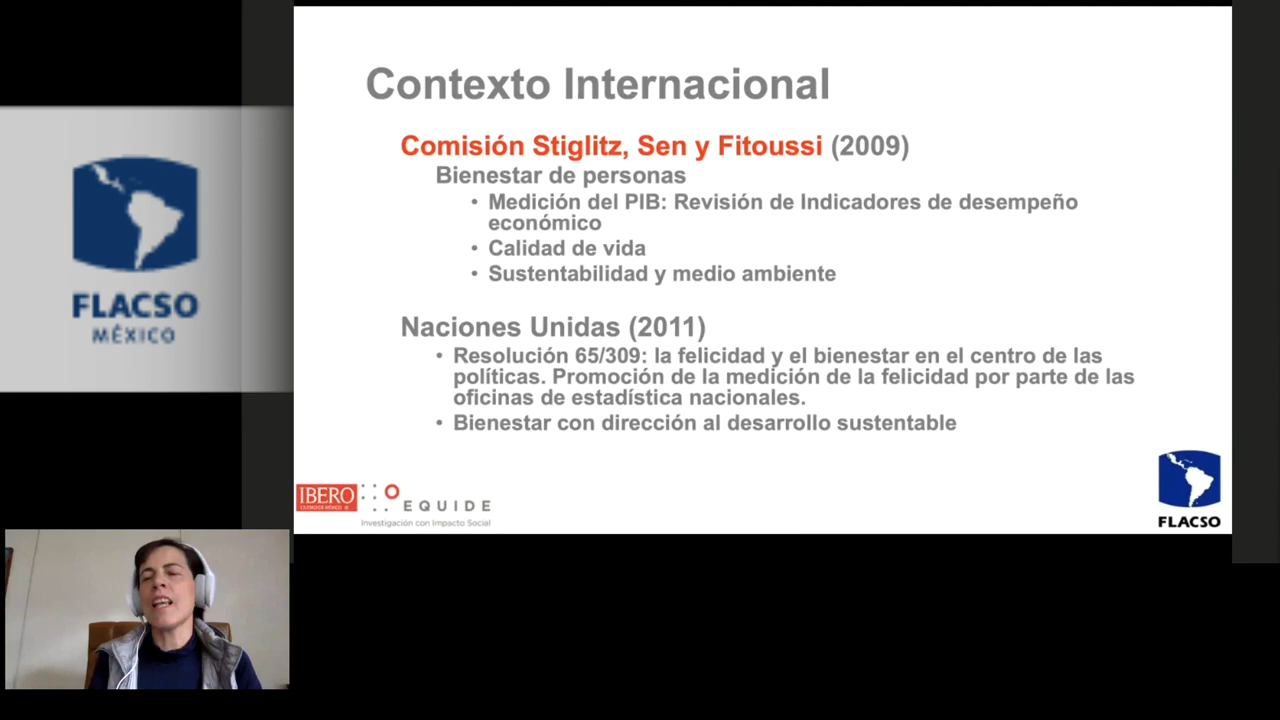 Contexto Internacional
Comisión Stiglitz, Sen y Fitoussi (2009)
Bienestar de personas
• Medición del PIB: Revisión de Indicadores de desempeño
económico
• Calidad de vida
• Sustentabilidad y medio ambiente
Naciones Unidas (2011)
• Resolución 65/309: la felicidad y el bienestar en el centro de las
políticas. Promoción de la medición de la felicidad por parte de las
oficinas de estadística nacionales.
• Bienestar con dirección al desarrollo sustentable
FLACSO
MÉXICO
IBERO
CIUDAD DE MÉXICO
EQUIDE
Investigación con Impacto Social
FLACSO